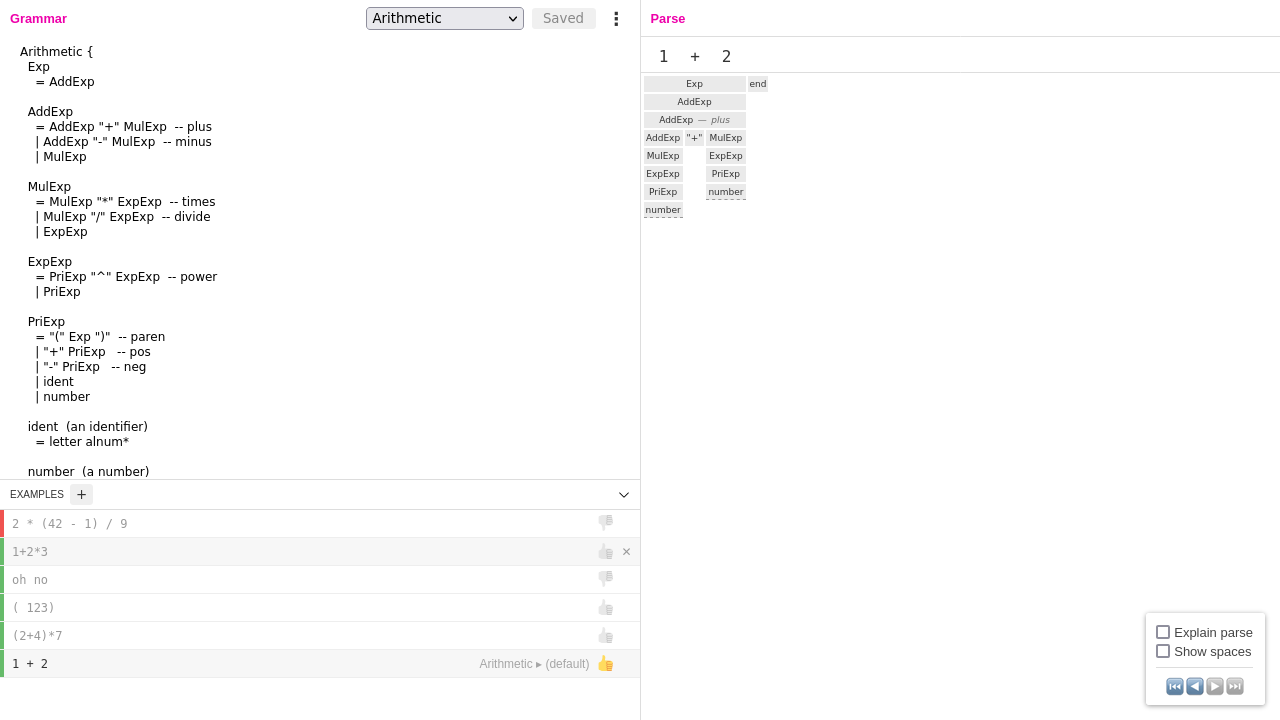 Grammar
Arithmetic
Saved
Arithmetic {
Exp
= AddExp
AddExp
= AddExp "+" MulExp  -- plus
| AddExp "-" MulExp  -- minus
| MulExp
MulExp
= MulExp "*" ExpExp  -- times
| MulExp "/" ExpExp  -- divide
| ExpExp
ExpExp
= PriExp "^" ExpExp  -- power
| PriExp
PriExp
= "(" Exp ")"  -- paren
| "+" PriExp   -- pos
| "-" PriExp   -- neg
| ident
| number
ident  (an identifier)
= letter alnum*
number  (a number)
EXAMPLES +
2 * (42 - 1) / 9
1+2*3
oh no
( 123)
(2+4)*7
1 + 2 Arithmetic ▸ (default)
Parse
1 + 2
Exp end
AddExp
AddExp — plus
AddExp "+" MulExp
MulExp ExpExp
ExpExp PriExp
PriExp number
number
Explain parse
Show spaces